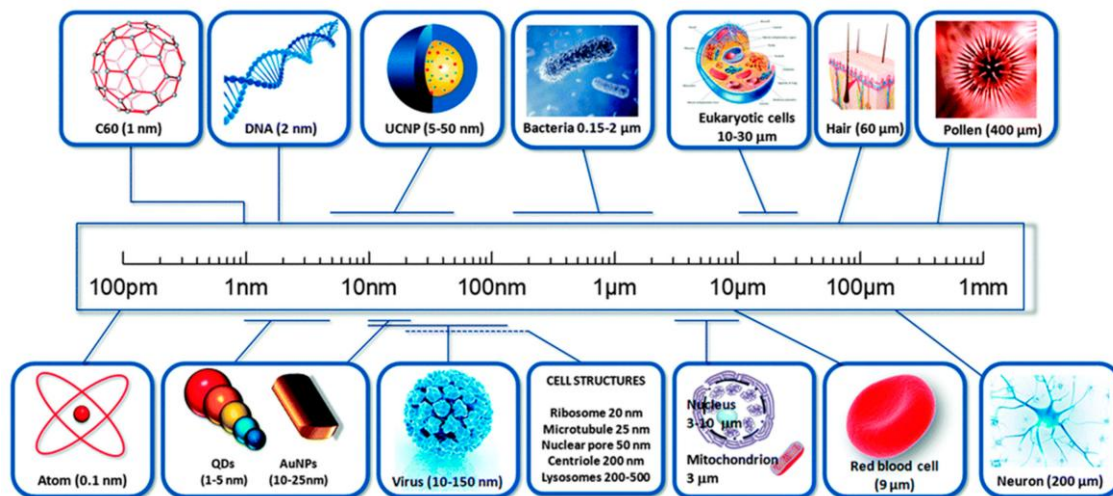 C60 (1 nm)
DNA (2 nm)
UCNP (5-50 nm)
Bacteria 0.15-2 µm
Eukaryotic cells
10-30 µm
Hair (60 µm)
Pollen (400 µm)
100pm
1nm
10nm
100nm
1µm
10µm
100µm
1mm
Atom (0.1 nm)
QDs
(1-5 nm)
AuNPs
(10-25nm)
Virus (10-150 nm)
CELL STRUCTURES
Ribosome 20 nm
Microtubule 25 nm
Nuclear pore 50 nm
Centriole 200 nm
Lysosomes 200-500
Nucleus
3-10 µm
Mitochondrion
3 µm
Red blood cell
(9 µm)
Neuron (200 µm)